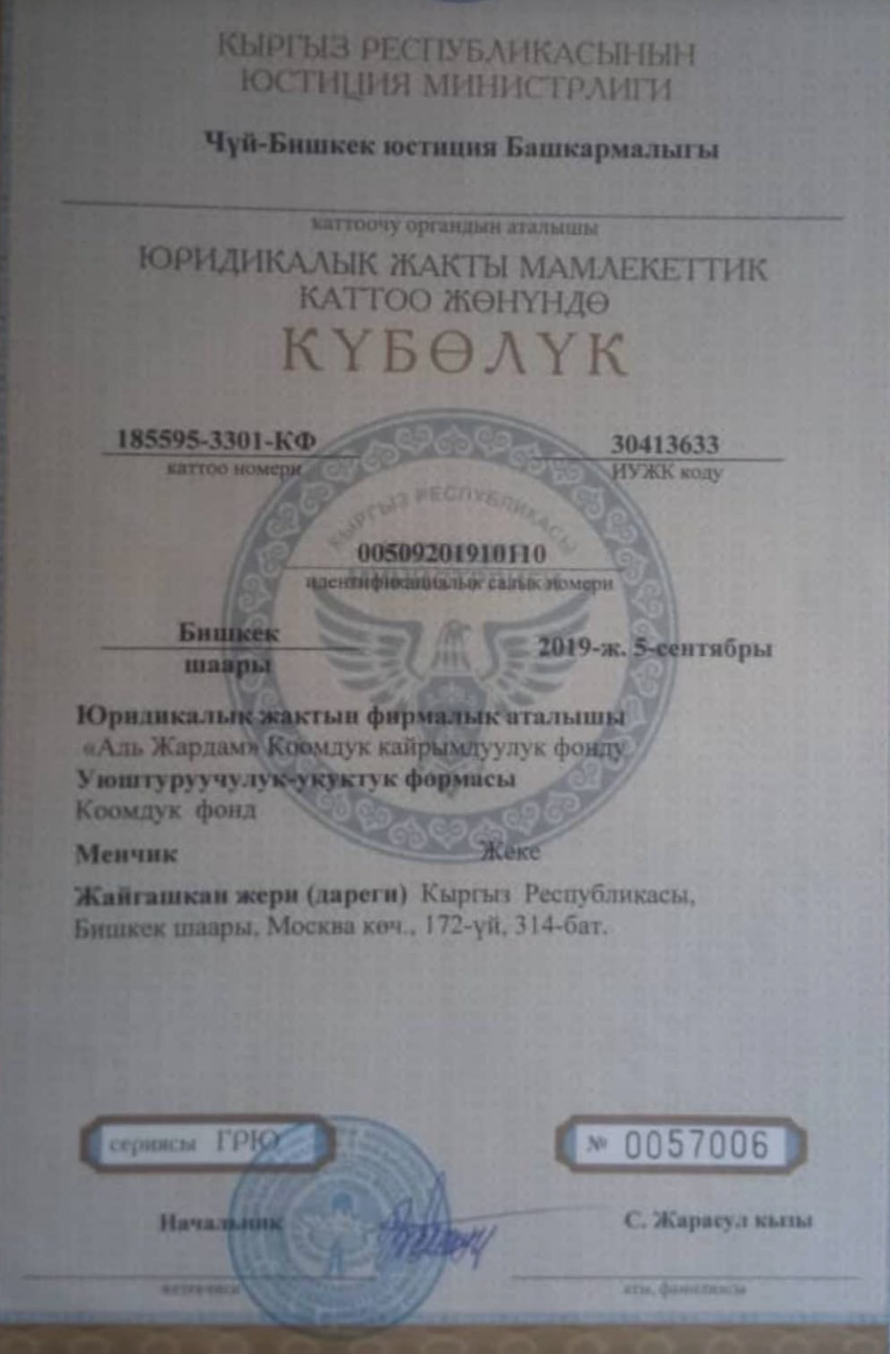 КЫРГЫЗ РЕСПУБЛИКАСЫНЫН
ЮСТИЦИЯ МИНИСТРЛИГИ
Чүй-Бишкек юстиция Башкармалыгы
каттоочу органдын аталышы
ЮРИДИКАЛЫК ЖАКТЫ МАМЛЕКЕТТИК
КАТТОО ЖӨНҮНДӨ
КҮБӨЛҮК
185595-3301-КФ 30413633
каттоо номери ИУЖК коду
КЫРГЫЗ РЕСПУБЛИКАСЫ
00509201910110
идентификациялык салык номери
Бишкек 2019-ж. 5-сентябры
шаары
Юридикалык жактын фирмалык аталышы
«Аль Жардам» Коомдук кайрымдуулук фонду
Уюштуруучулук-укуктук формасы
Коомдук фонд
Менчик Жеке
Жайгашкан жери (дареги) Кыргыз Республикасы,
Бишкек шаары, Москва көч., 172-үй, 314-бат.
сериясы ГРЮ № 0057006
Начальник С. Жарасул кызы
аты, фамилиясы